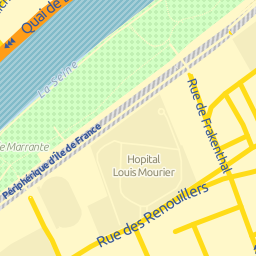 Quai de
La Seine
Marrante
Périphérique d'Île de France
Rue de Frakenthal
Hopital
Louis Mourier
Rue des Renouillers